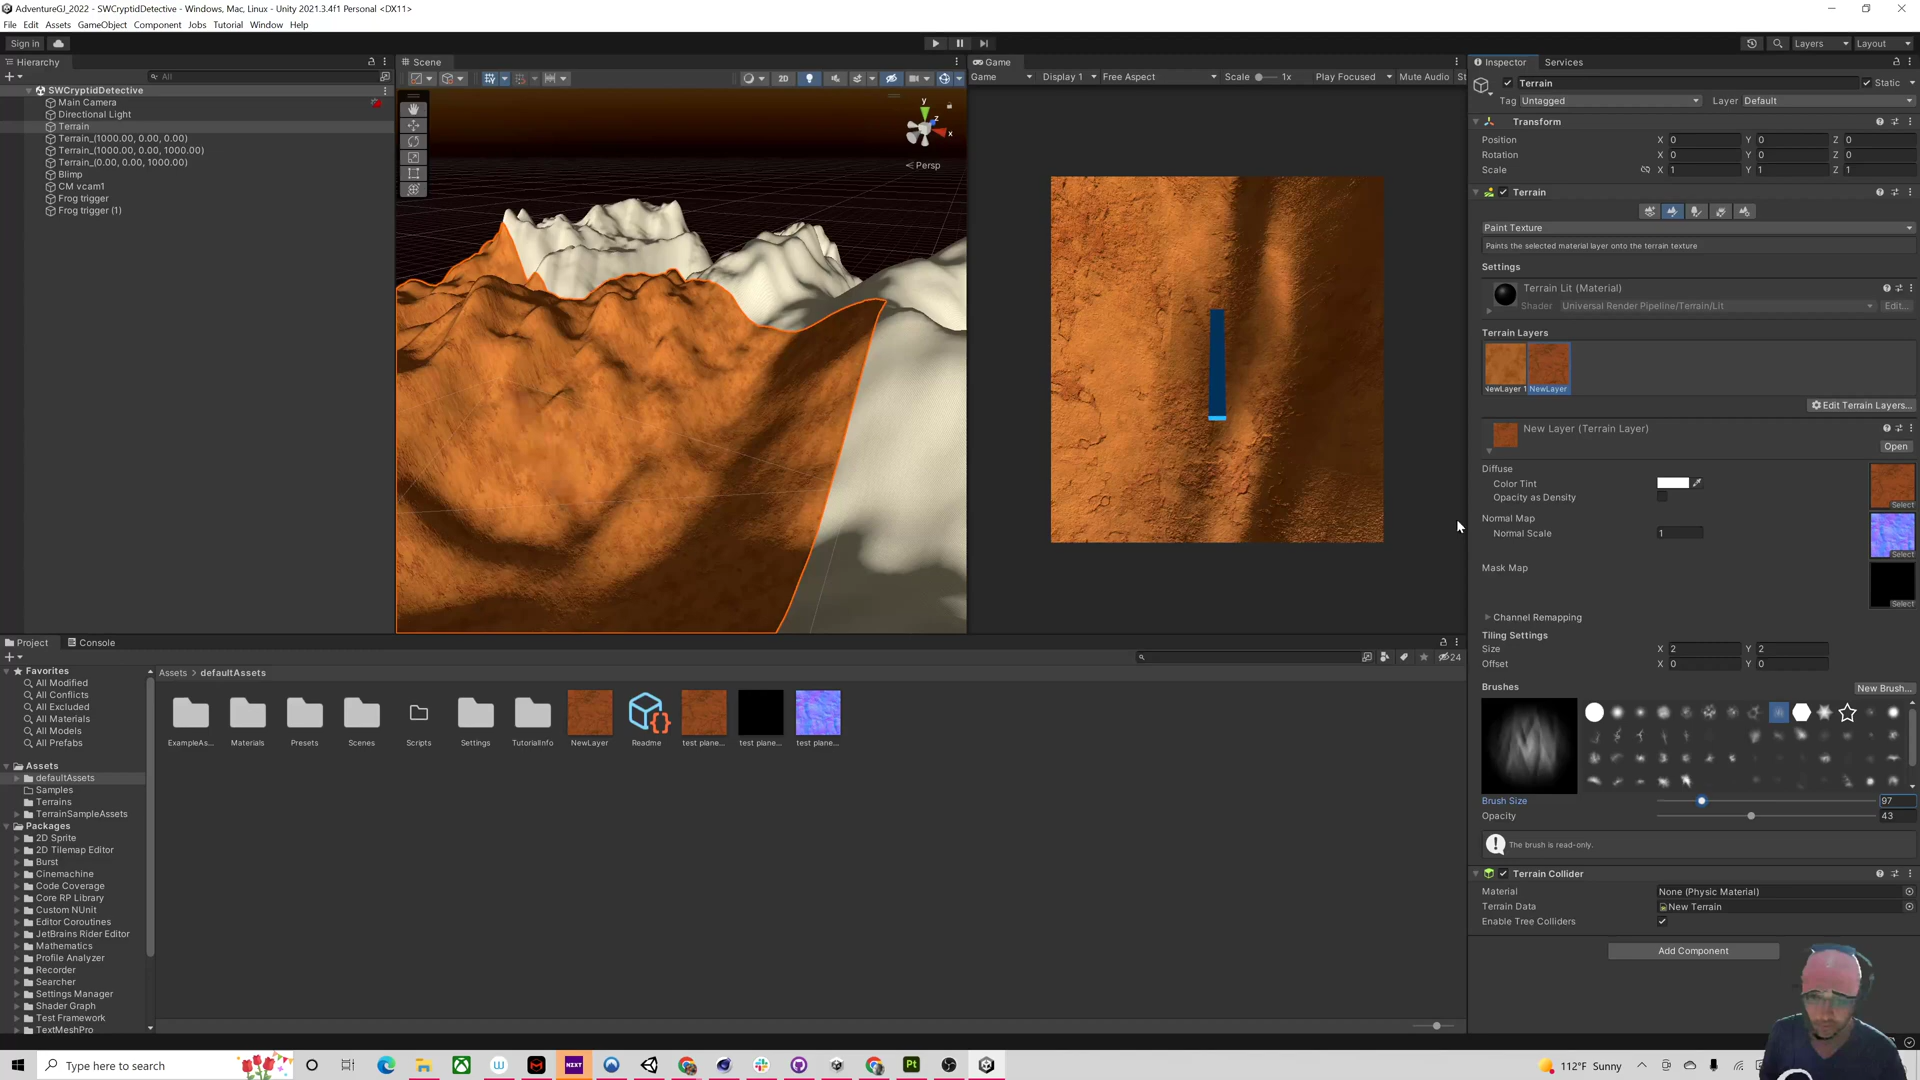 AdventureGJ_2022 - SWCryptidDetective - Windows, Mac, Linux - Unity 2021.3.4f1 Personal <DX11>
File Edit Assets GameObject Component Jobs Tutorial Window Help
Sign in
Layers Layout
Hierarchy
All
SWCryptidDetective
Main Camera
Directional Light
Terrain
Terrain_(1000.00, 0.00, 0.00)
Terrain_(1000.00, 0.00, 1000.00)
Terrain_(0.00, 0.00, 1000.00)
Blimp
CM vcam1
Frog trigger
Frog trigger (1)
Scene
2D
y
z
x
Persp
Game
Game Display 1 Free Aspect Scale 1x Play Focused Mute Audio St
Inspector Services
Terrain Static
Tag Untagged Layer Default
Transform
Position X 0 Y 0 Z 0
Rotation X 0 Y 0 Z 0
Scale X 1 Y 1 Z 1
Terrain
Paint Texture
Paints the selected material layer onto the terrain texture
Settings
Terrain Lit (Material)
Shader Universal Render Pipeline/Terrain/Lit Edit...
Terrain Layers
NewLayer 1 NewLayer
Edit Terrain Layers...
New Layer (Terrain Layer)
Open
Diffuse
Color Tint
Opacity as Density
Select
Normal Map
Normal Scale 1
Select
Mask Map
Select
Channel Remapping
Tiling Settings
Size X 2 Y 2
Offset X 0 Y 0
Brushes New Brush...
Brush Size 97
Opacity 43
The brush is read-only.
Terrain Collider
Material None (Physic Material)
Terrain Data New Terrain
Enable Tree Colliders
Add Component
Project Console
24
Favorites
All Modified
All Conflicts
All Excluded
All Materials
All Models
All Prefabs
Assets
defaultAssets
Samples
Terrains
TerrainSampleAssets
Packages
2D Sprite
2D Tilemap Editor
Burst
Cinemachine
Code Coverage
Core RP Library
Custom NUnit
Editor Coroutines
JetBrains Rider Editor
Mathematics
Profile Analyzer
Recorder
Searcher
Settings Manager
Shader Graph
Test Framework
TextMeshPro
Assets > defaultAssets
ExampleAs... Materials Presets Scenes Scripts Settings TutorialInfo NewLayer Readme test plane... test plane... test plane...
Type here to search
NXT
Pt
112°F Sunny